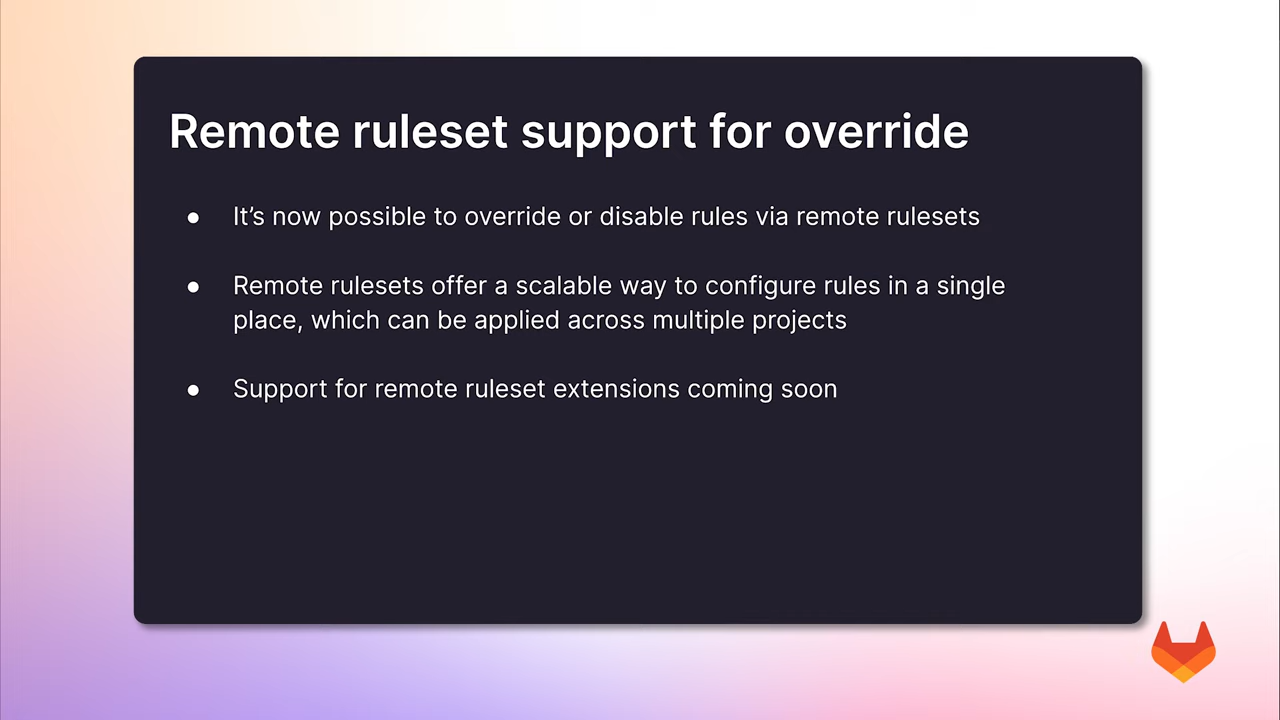 Remote ruleset support for override
● It’s now possible to override or disable rules via remote rulesets
● Remote rulesets offer a scalable way to configure rules in a single
place, which can be applied across multiple projects
● Support for remote ruleset extensions coming soon